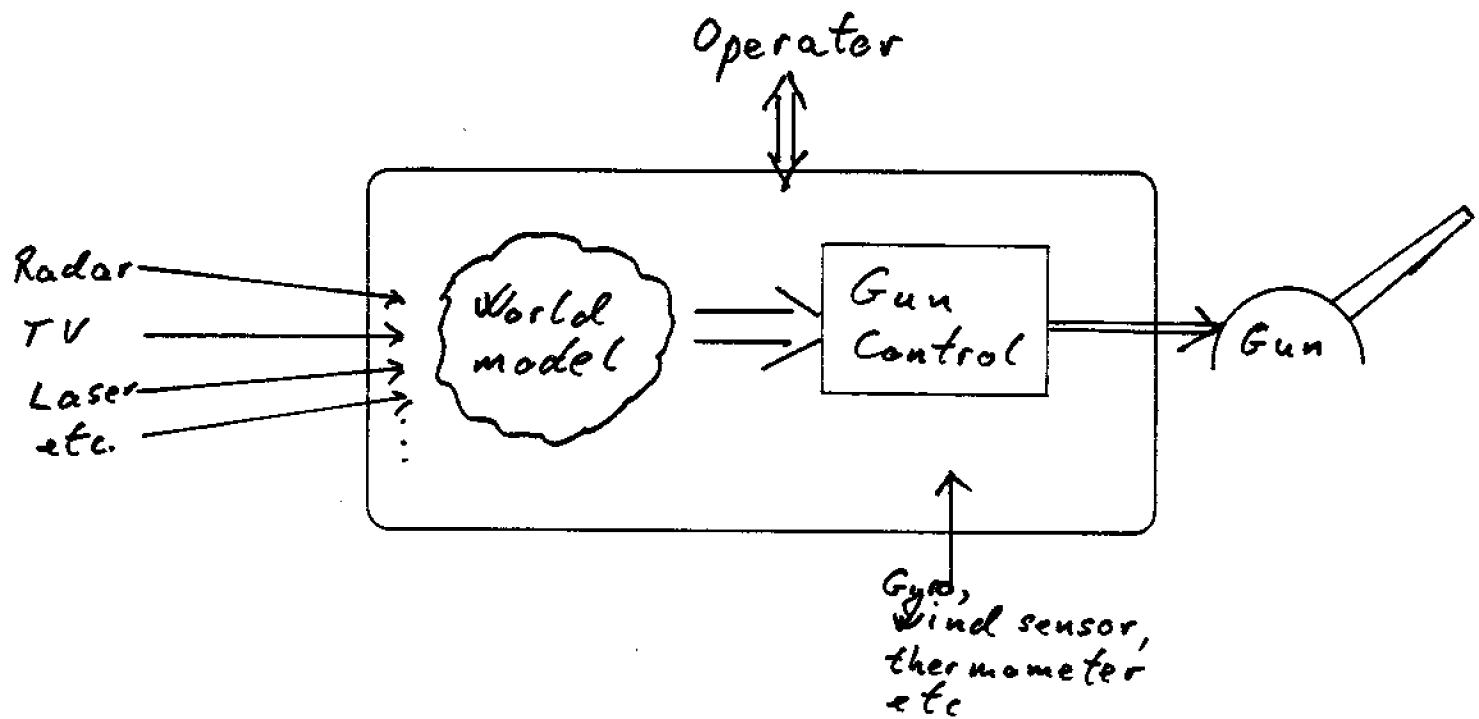 Operator
Radar
TV
Laser
etc.
World
model
Gun
Control
Gun
Gyro,
Wind sensor,
thermometer
etc